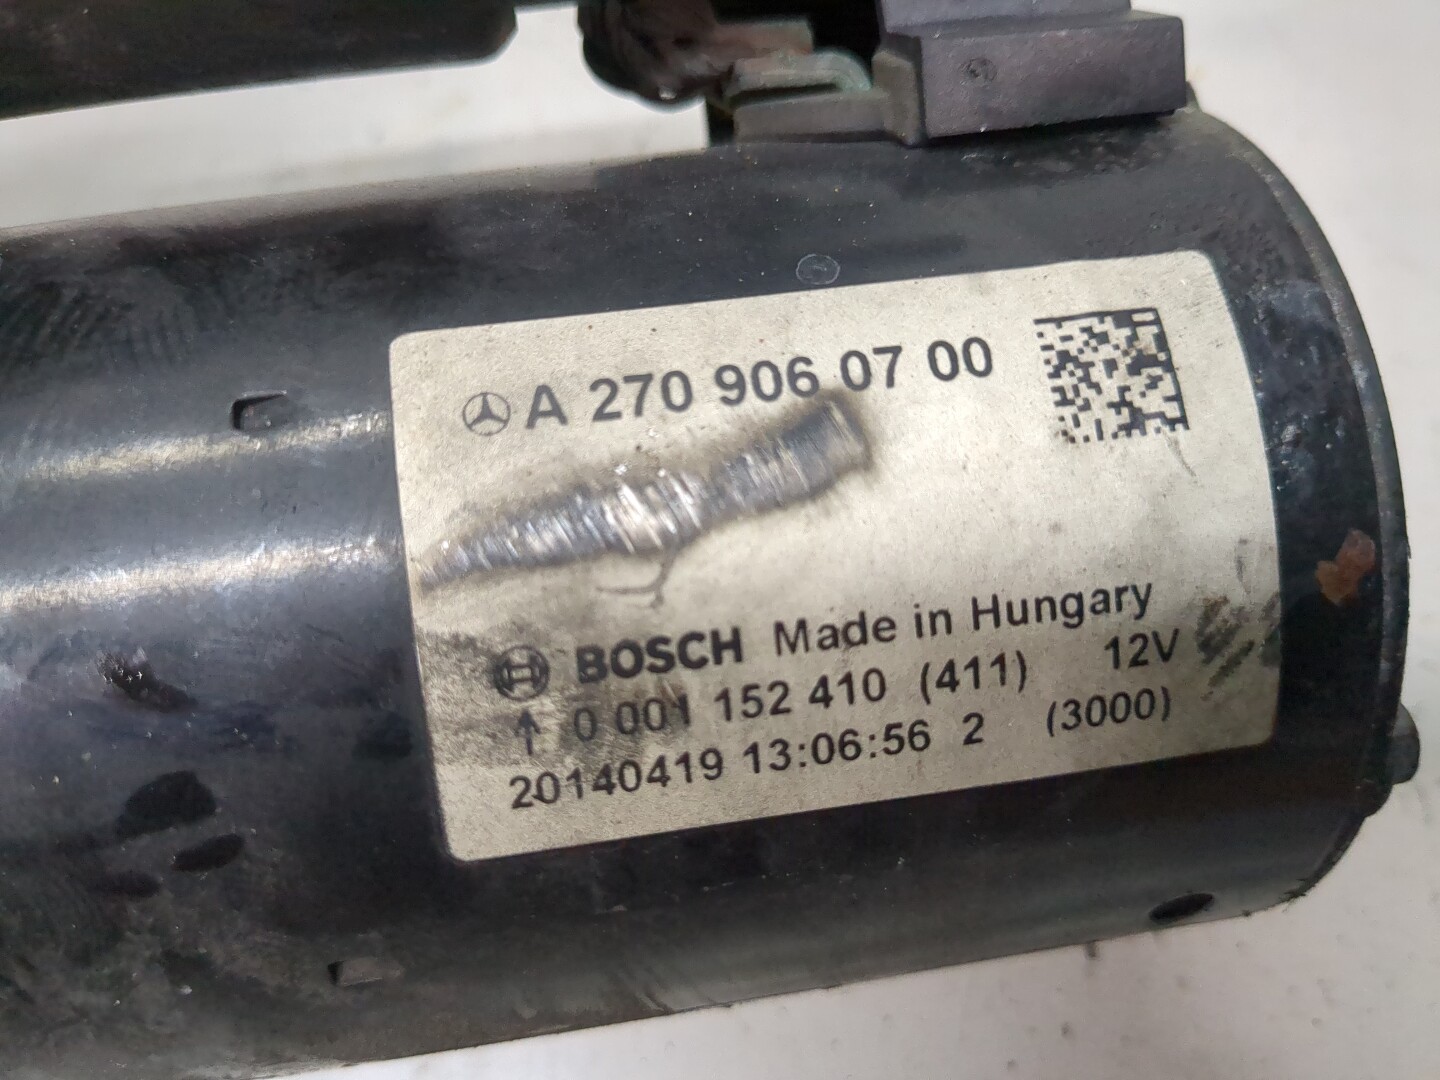 A 270 906 07 00
BOSCH Made in Hungary
0 001 152 410 (411) 12V
20140419 13:06:56 2 (3000)